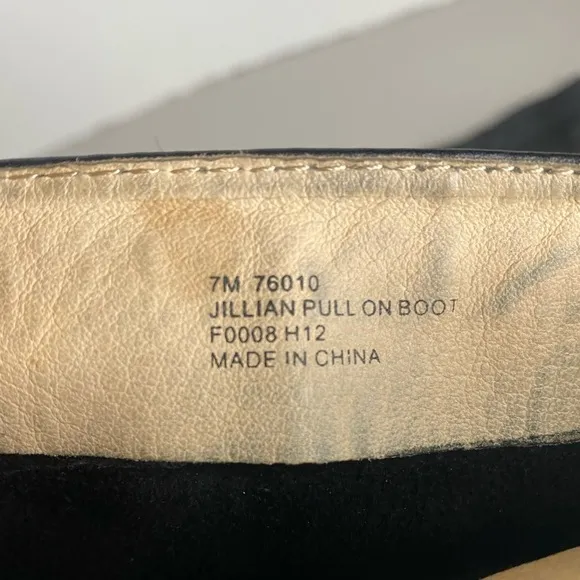 7M 76010
JILLIAN PULL ON BOOT
F0008 H12
MADE IN CHINA